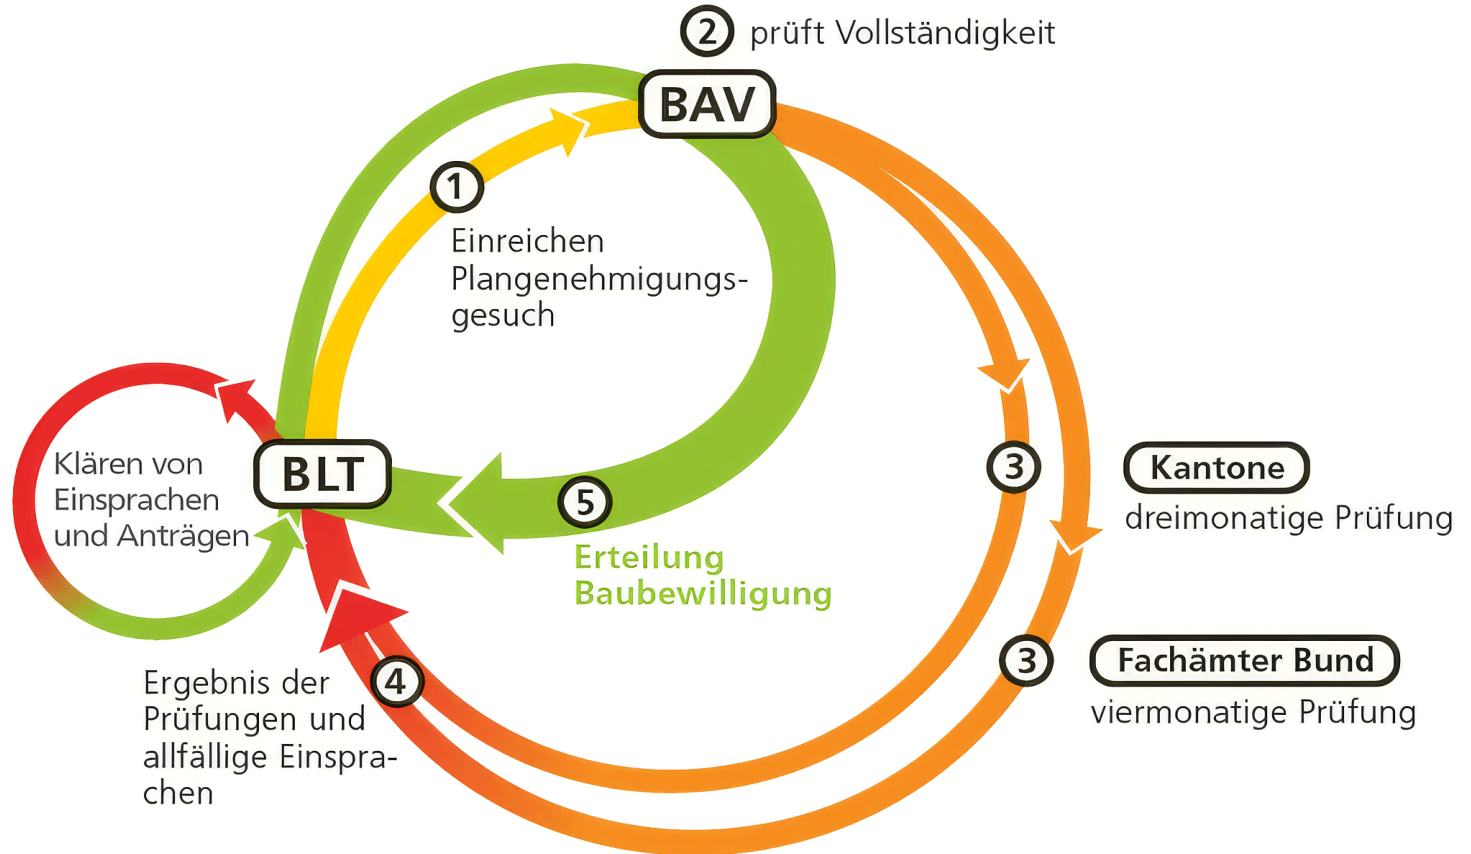 2 prüft Vollständigkeit
BAV
1
Einreichen
Plangenehmigungs-
gesuch
BLT
Klären von
Einsprachen
und Anträgen
5
Erteilung
Baubewilligung
3
Kantone
dreimonatige Prüfung
3
Fachämter Bund
viermonatige Prüfung
4
Ergebnis der
Prüfungen und
allfällige Einspra-
chen